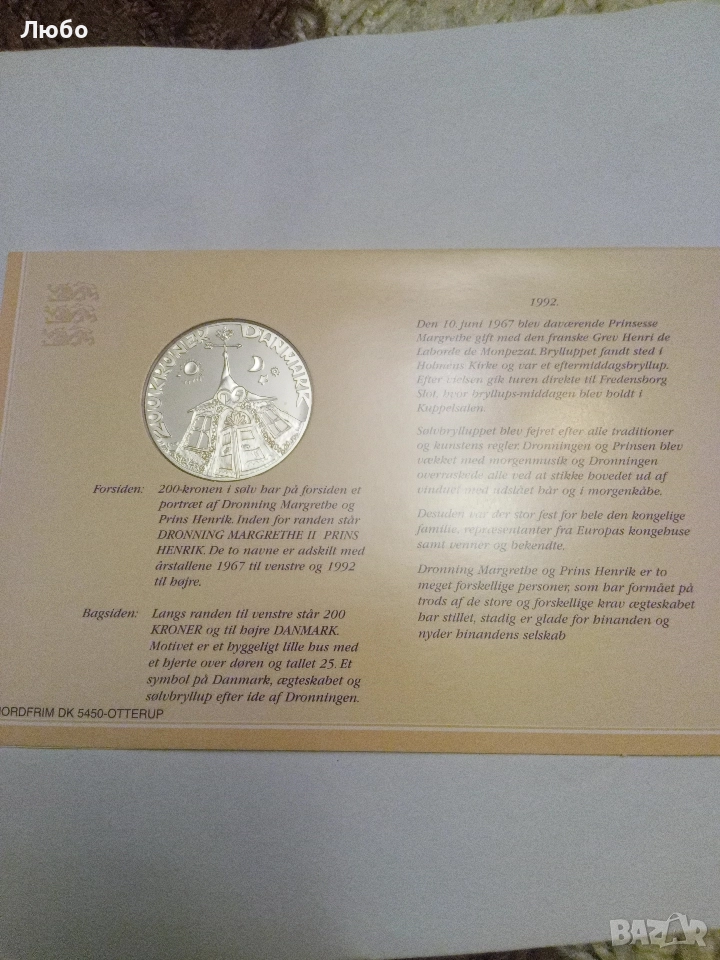 Любо
200 KRONER DANMARK
1992.
Den 10. juni 1967 blev daværende Prinsesse
Margrethe gift med den franske Grev Henri de
Laborde de Monpezat. Brylluppet fandt sted i
Holmens Kirke og var et eftermiddagsbryllup.
Efter vielsen gik turen direkte til Fredensborg
Slot, hvor bryllups-middagen blev holdt i
Kuppelsalen.
Sølvbrylluppet blev fejret efter alle traditioner
og kunstens regler. Dronningen og Prinsen blev
vækket med morgenmusik og Dronningen
overraskede alle ved at stikke hovedet ud af
vinduet med udslået hår og i morgenkåbe.
Desuden var der stor fest for hele den kongelige
familie, repræsentanter fra Europas kongehuse
samt venner og bekendte.
Dronning Margrethe og Prins Henrik er to
meget forskellige personer, som har formået på
trods af de store og forskellige krav ægteskabet
har stillet, stadig er glade for hinanden og
nyder hinandens selskab
Forsiden: 200-kronen i sølv har på forsiden et
portræt af Dronning Margrethe og
Prins Henrik. Inden for randen står
DRONNING MARGRETHE II PRINS
HENRIK. De to navne er adskilt med
årstallene 1967 til venstre og 1992
til højre.
Bagsiden: Langs randen til venstre står 200
KRONER og til højre DANMARK.
Motivet er et hyggeligt lille hus med
et hjerte over døren og tallet 25. Et
symbol på Danmark, ægteskabet og
sølvbryllup efter ide af Dronningen.
NORDFRIM DK 5450-OTTERUP
BAZAR